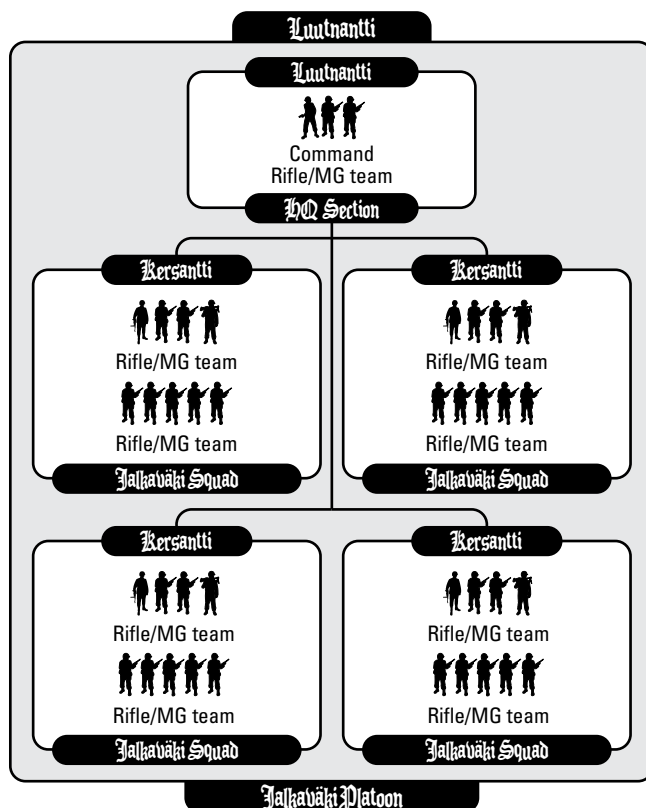 Luutnantti
Luutnantti
Command
Rifle/MG team
HQ Section
Kersantti
Kersantti
Rifle/MG team
Rifle/MG team
Rifle/MG team
Rifle/MG team
Jalkaväki Squad
Jalkaväki Squad
Kersantti
Kersantti
Rifle/MG team
Rifle/MG team
Rifle/MG team
Rifle/MG team
Jalkaväki Squad
Jalkaväki Squad
Jalkaväki Platoon